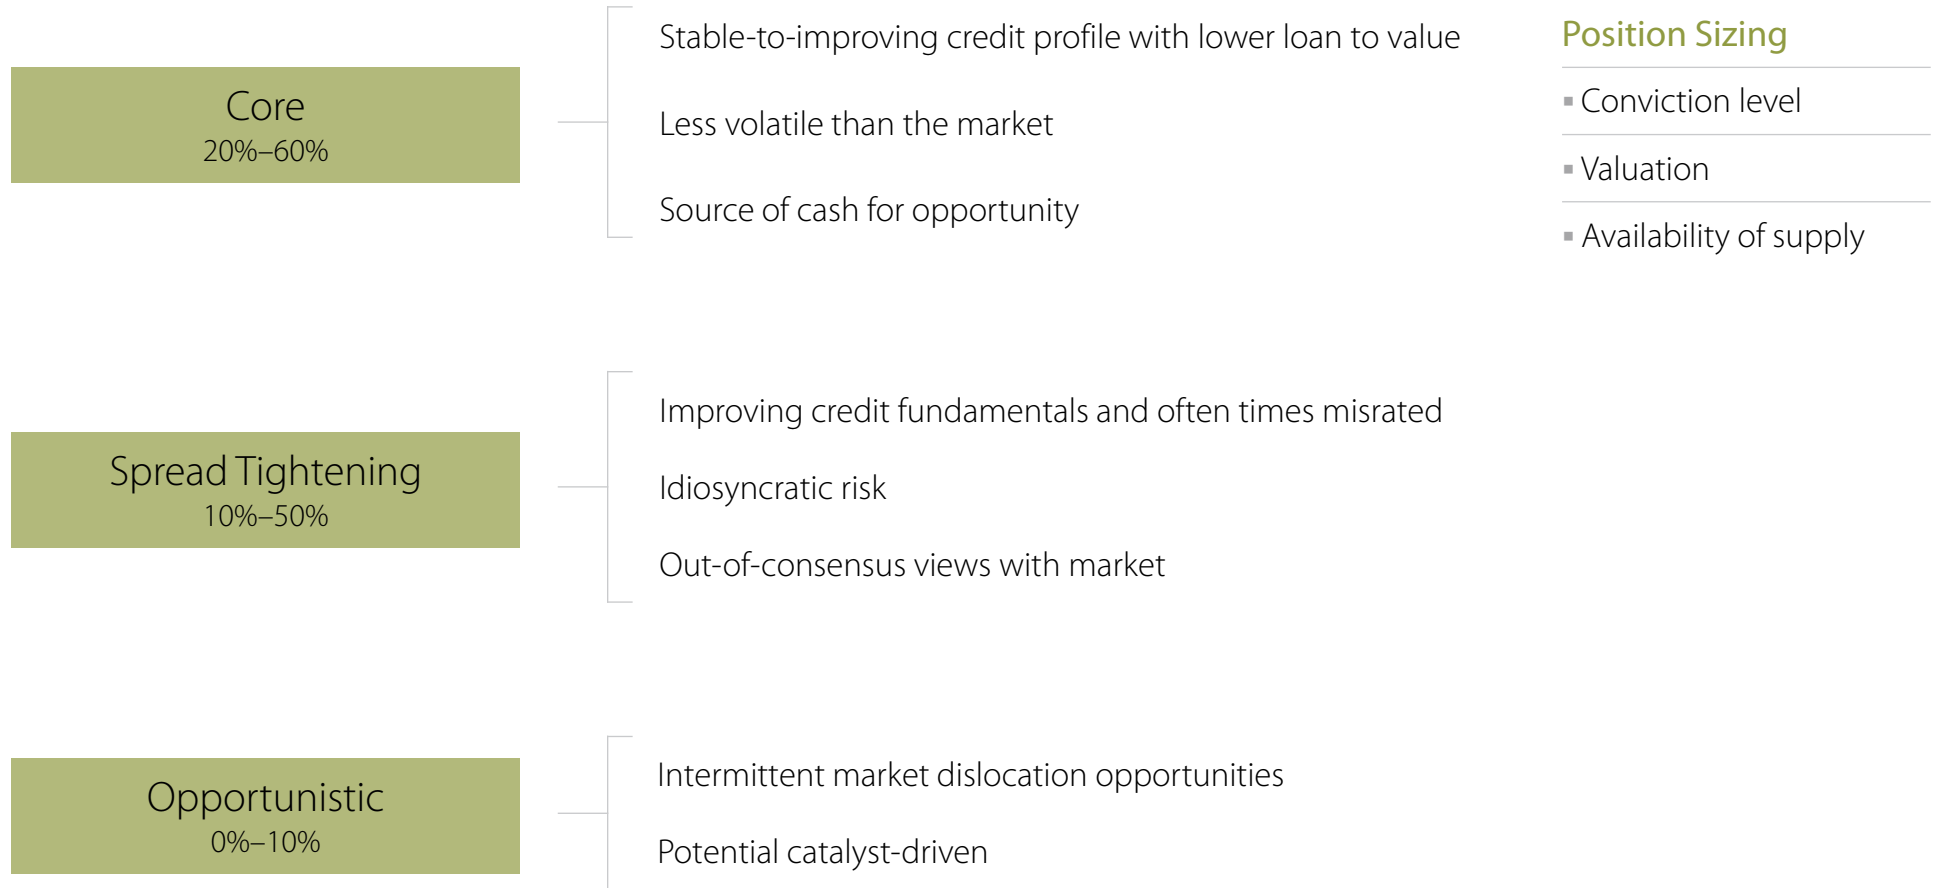 Core
20%–60%
Stable-to-improving credit profile with lower loan to value
Less volatile than the market
Source of cash for opportunity
Position Sizing
▪ Conviction level
▪ Valuation
▪ Availability of supply
Spread Tightening
10%–50%
Improving credit fundamentals and often times misrated
Idiosyncratic risk
Out-of-consensus views with market
Opportunistic
0%–10%
Intermittent market dislocation opportunities
Potential catalyst-driven